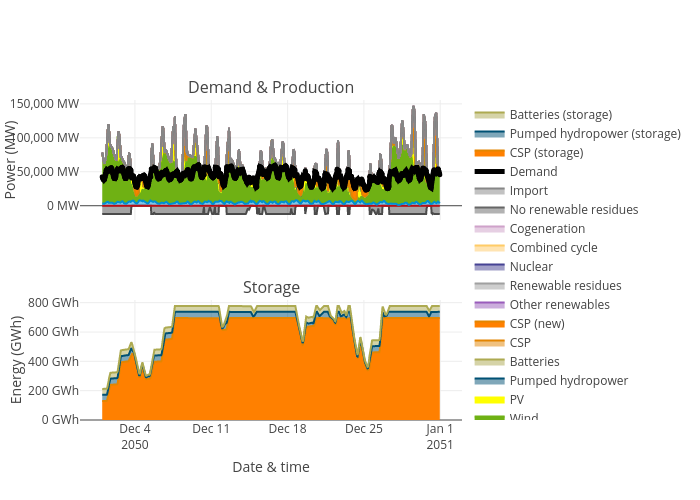 Demand & Production
150,000 MW
100,000 MW
50,000 MW
0 MW
Power (MW)
Storage
800 GWh
600 GWh
400 GWh
200 GWh
0 GWh
Energy (GWh)
Dec 4
2050
Dec 11
Dec 18
Dec 25
Jan 1
2051
Date & time
Batteries (storage)
Pumped hydropower (storage)
CSP (storage)
Demand
Import
No renewable residues
Cogeneration
Combined cycle
Nuclear
Renewable residues
Other renewables
CSP (new)
CSP
Batteries
Pumped hydropower
PV
Wind